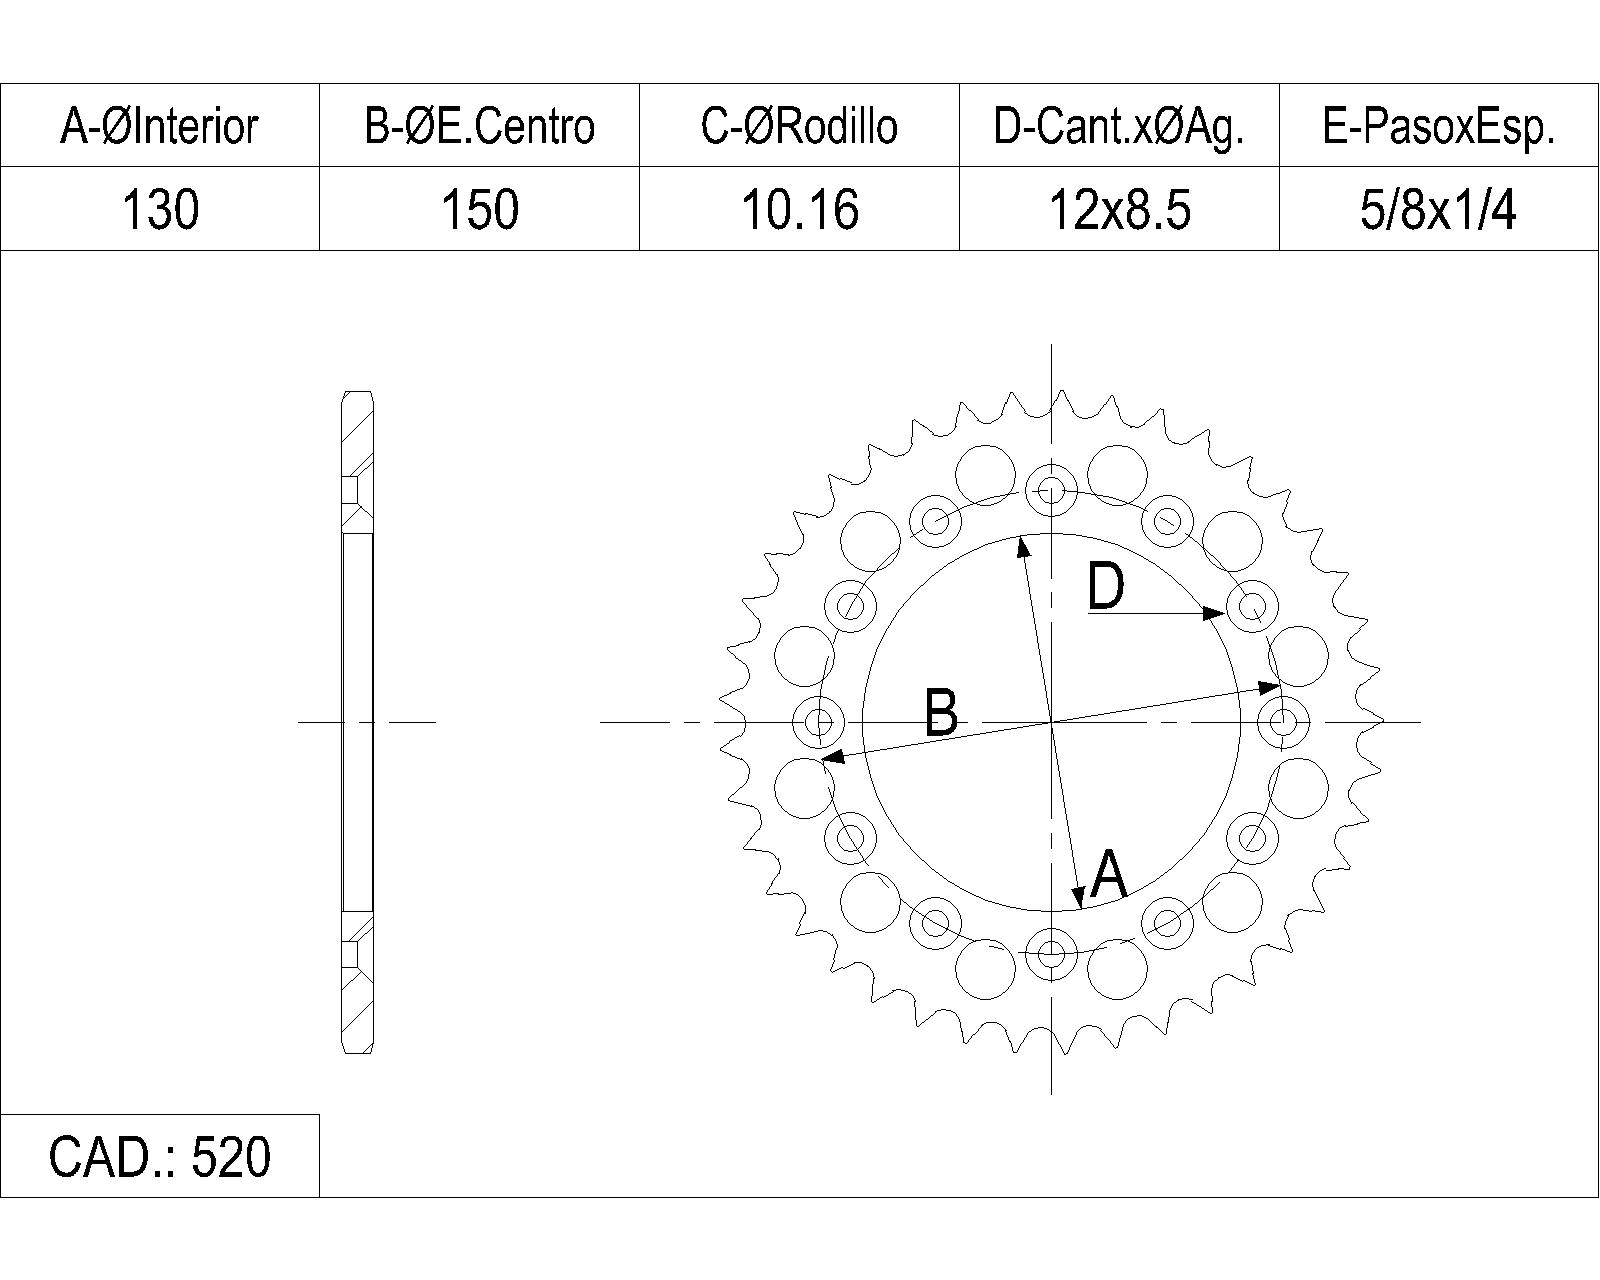 A-ØInterior B-ØE.Centro C-ØRodillo D-Cant.xØAg. E-PasoxEsp.
130 150 10.16 12x8.5 5/8x1/4
D
B
A
CAD.: 520